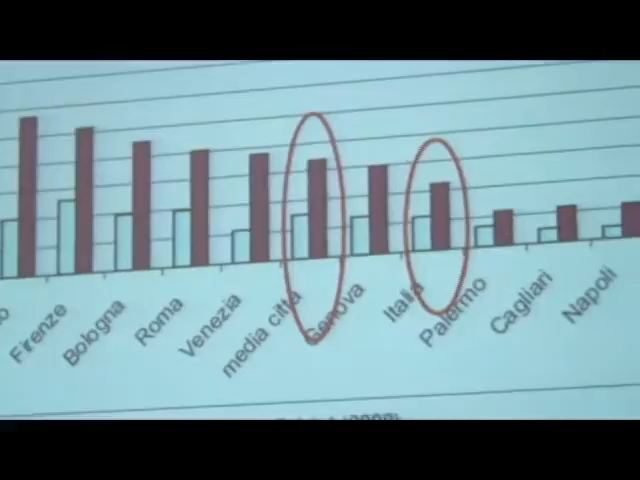 Firenze
Bologna
Roma
Venezia
media città
Genova
Italia
Palermo
Cagliari
Napoli